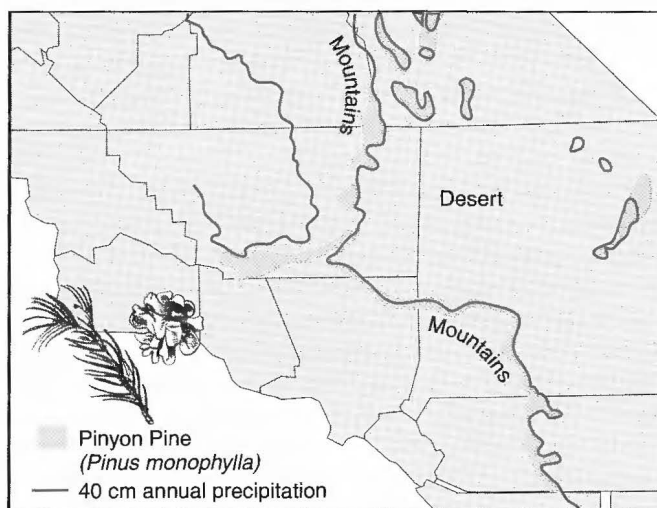 Mountains
Desert
Mountains
Pinyon Pine
(Pinus monophylla)
40 cm annual precipitation